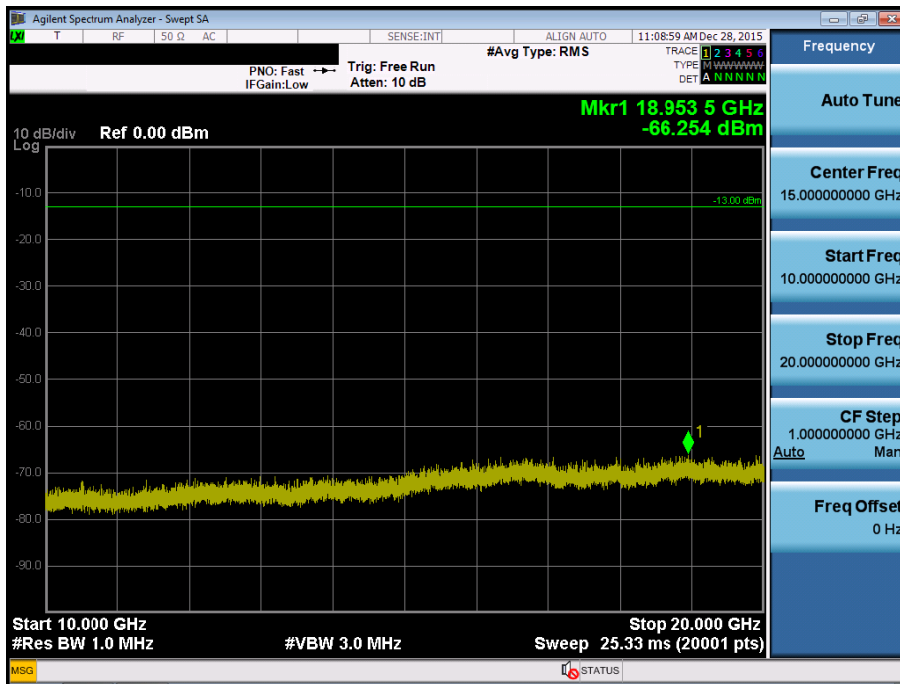 Agilent Spectrum Analyzer - Swept SA
LXI T RF 50 Ω AC SENSE:INT ALIGN AUTO 11:08:59 AM Dec 28, 2015
#Avg Type: RMS
TRACE 1 2 3 4 5 6
TYPE M WWWWW
DET A N N N N N
PNO: Fast
IFGain:Low
Trig: Free Run
Atten: 10 dB
Mkr1 18.953 5 GHz
-66.254 dBm
10 dB/div
Log
Ref 0.00 dBm
-10.0
-13.00 dBm
-20.0
-30.0
-40.0
-50.0
-60.0
1
-70.0
-80.0
-90.0
Start 10.000 GHz
Stop 20.000 GHz
#Res BW 1.0 MHz
#VBW 3.0 MHz
Sweep 25.33 ms (20001 pts)
MSG
STATUS
Frequency
Auto Tune
Center Freq
15.000000000 GHz
Start Freq
10.000000000 GHz
Stop Freq
20.000000000 GHz
CF Step
1.000000000 GHz
Auto Man
Freq Offset
0 Hz